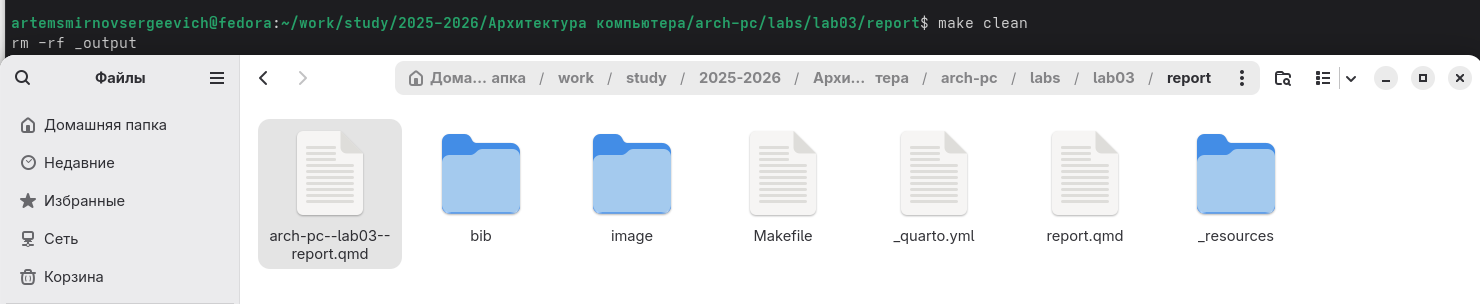 artemsmirnovsergeevich@fedora:~/work/study/2025-2026/Архитектура компьютера/arch-pc/labs/lab03/report$ make clean
rm -rf _output
Файлы
Дома... апка / work / study / 2025-2026 / Архи... тера / arch-pc / labs / lab03 / report
Домашняя папка
Недавние
Избранные
Сеть
Корзина
arch-pc--lab03--
report.qmd
bib
image
Makefile
_quarto.yml
report.qmd
_resources